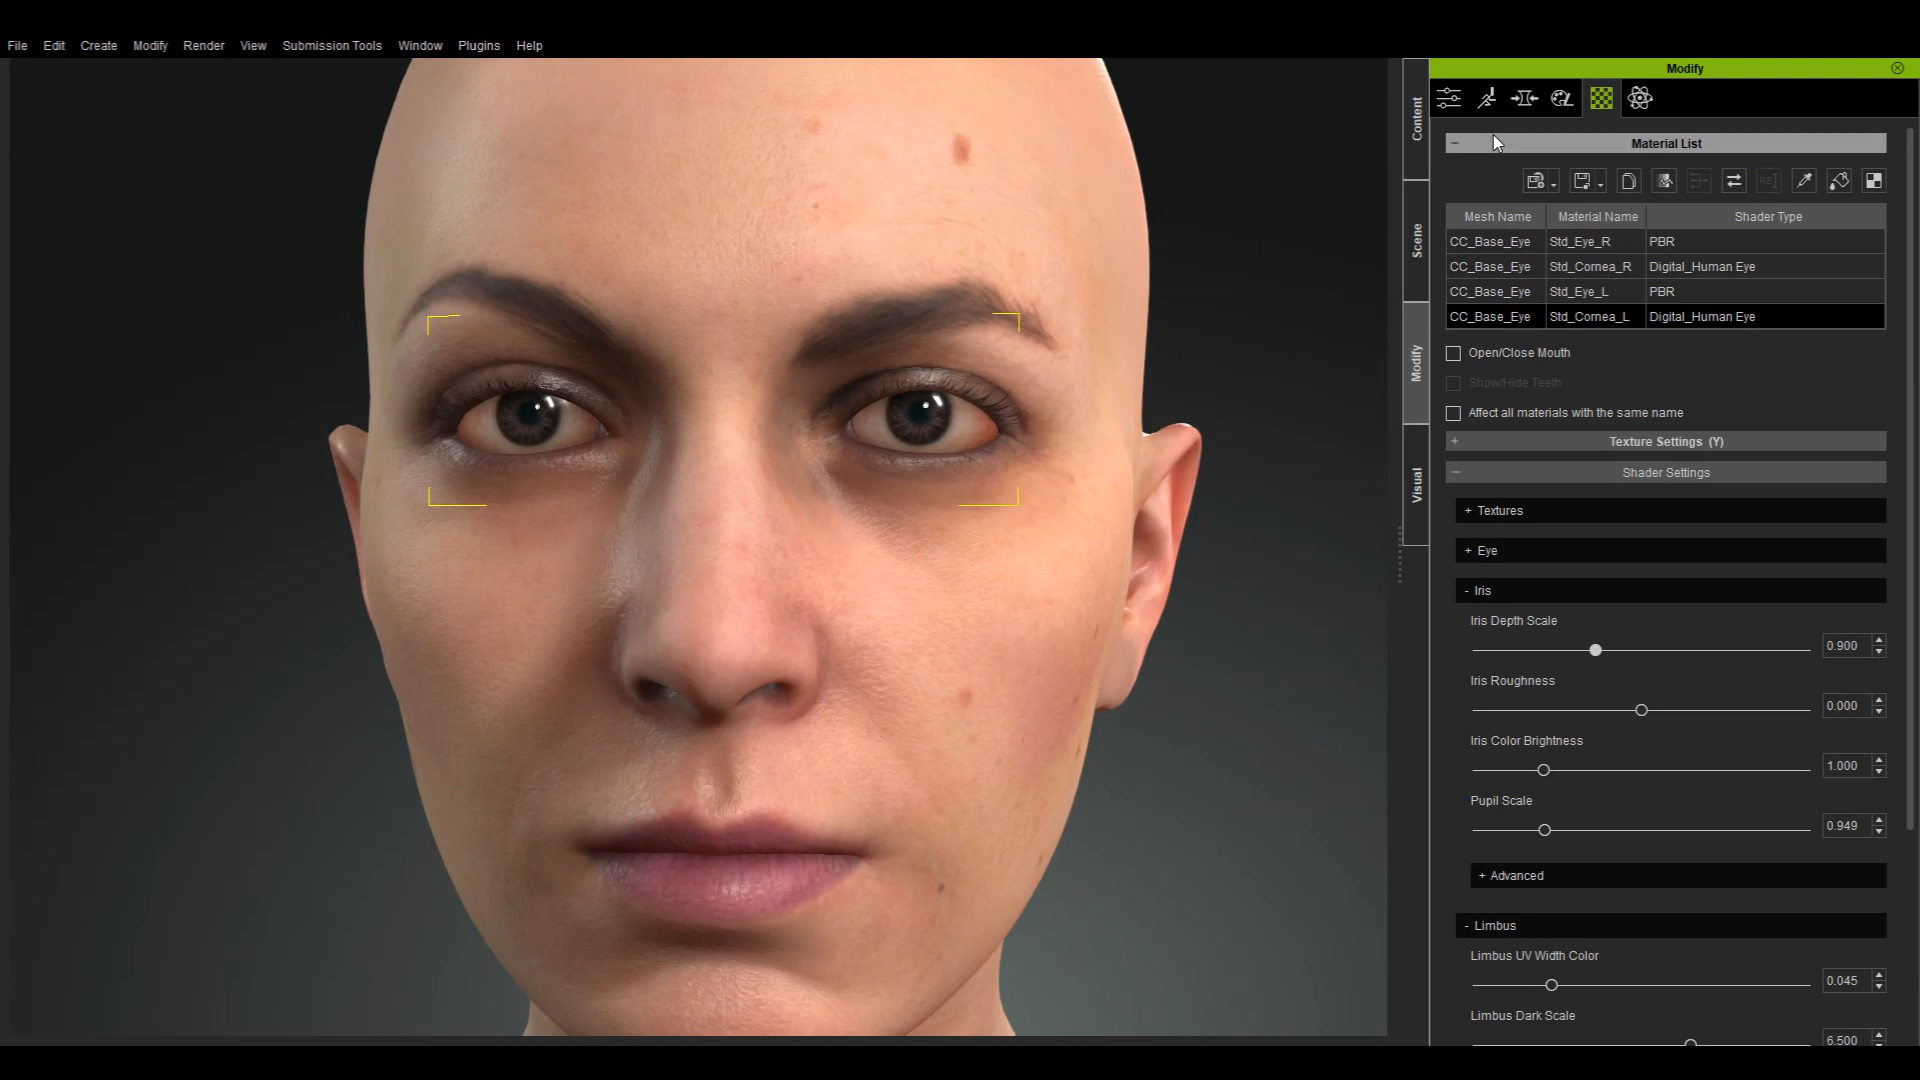 File Edit Create Modify Render View Submission Tools Window Plugins Help
Content
Scene
Modify
Visual
Modify
− Material List
Mesh Name Material Name Shader Type
CC_Base_Eye Std_Eye_R PBR
CC_Base_Eye Std_Cornea_R Digital_Human Eye
CC_Base_Eye Std_Eye_L PBR
CC_Base_Eye Std_Cornea_L Digital_Human Eye
Open/Close Mouth
Show/Hide Teeth
Affect all materials with the same name
+ Texture Settings (Y)
− Shader Settings
+ Textures
+ Eye
- Iris
Iris Depth Scale
0.900
Iris Roughness
0.000
Iris Color Brightness
1.000
Pupil Scale
0.949
+ Advanced
- Limbus
Limbus UV Width Color
0.045
Limbus Dark Scale
6.500